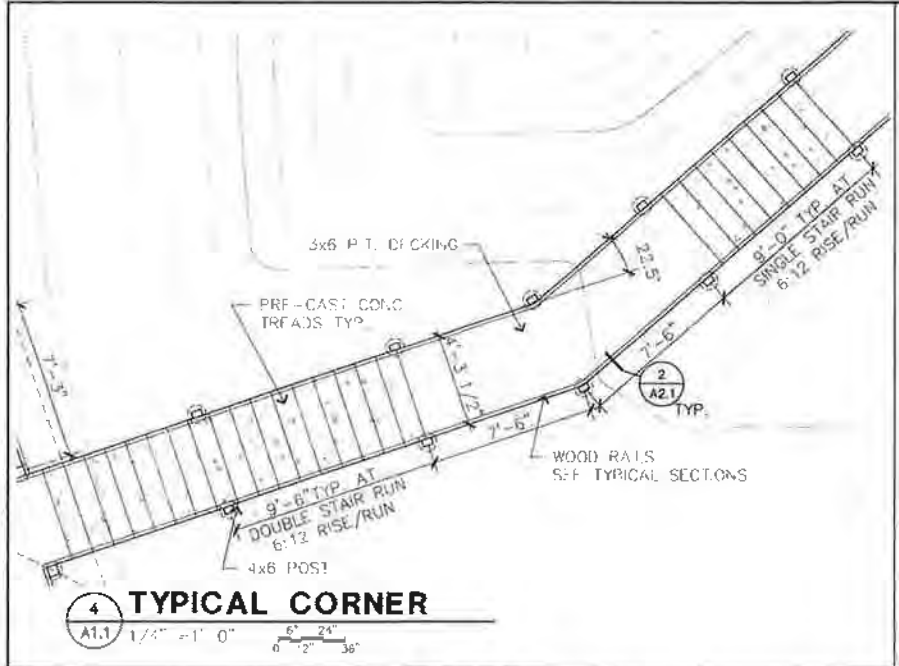 3x6 P.T. DECKING
PRE-CAST CONC
TREADS TYP.
7'-3"
4'-3 1/2"
22.5°
9'-0" TYP AT
SINGLE STAIR RUN
6:12 RISE/RUN
7'-6"
2
A2.1
TYP.
7'-6"
WOOD RAILS
SEE TYPICAL SECTIONS
9'-6" TYP. AT
DOUBLE STAIR RUN
6:12 RISE/RUN
4x6 POST
4
A1.1
TYPICAL CORNER
1/4" =1' 0"
6" 24"
0 12" 36"